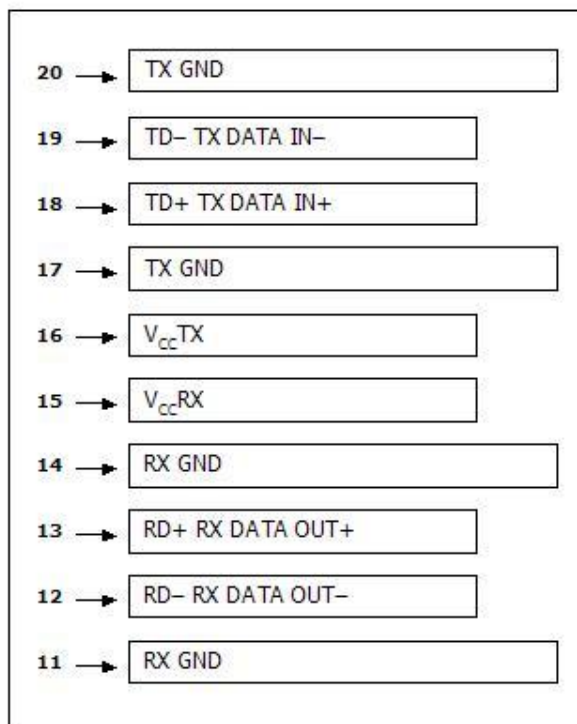 20 TX GND
19 TD– TX DATA IN–
18 TD+ TX DATA IN+
17 TX GND
16 VCCTX
15 VCCRX
14 RX GND
13 RD+ RX DATA OUT+
12 RD– RX DATA OUT–
11 RX GND